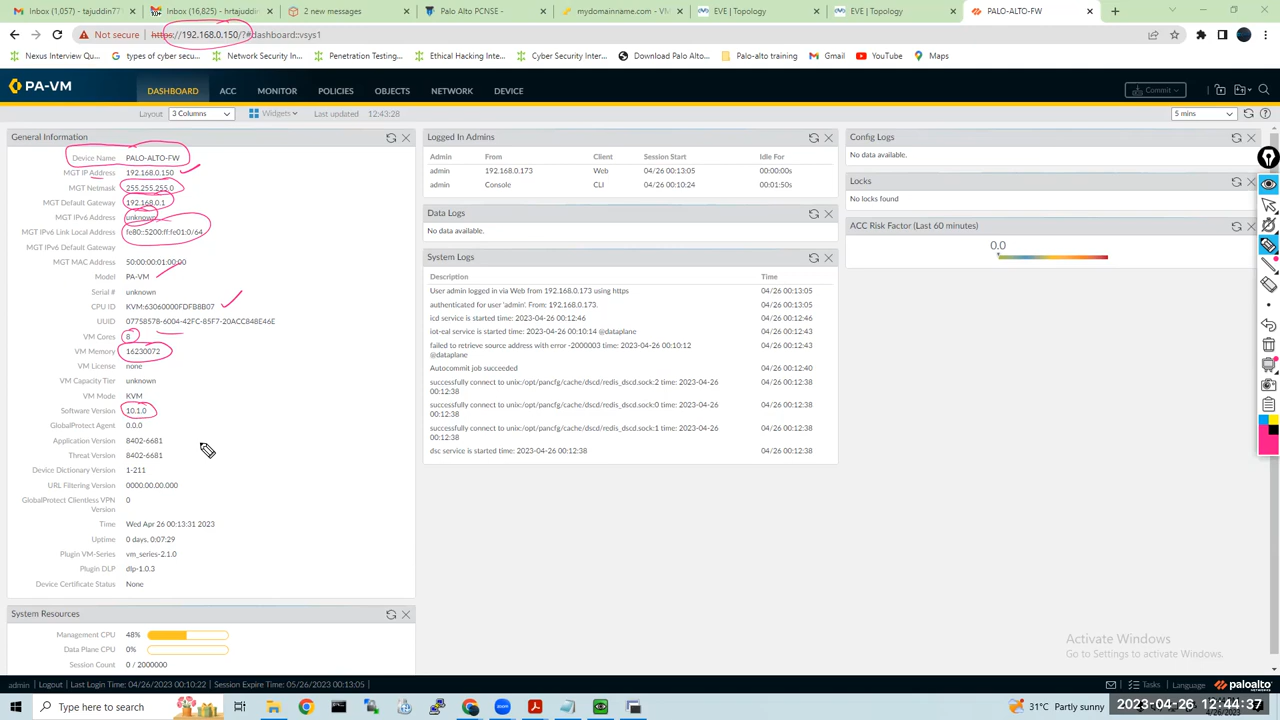 Inbox (1,057) - tajuddin77
Inbox (16,825) - hrtajuddin
2 new messages
Palo Alto PCNSE -
mydomainname.com - VM
EVE | Topology
EVE | Topology
PALO-ALTO-FW
Not secure https://192.168.0.150/?#dashboard::vsys1
Nexus Interview Qu...
types of cyber secu...
Network Security In...
Penetration Testing...
Ethical Hacking Inte...
Cyber Security Inter...
Download Palo Alto...
Palo-alto training
Gmail
YouTube
Maps
PA-VM
DASHBOARD
ACC
MONITOR
POLICIES
OBJECTS
NETWORK
DEVICE
Commit
Layout 3 Columns Widgets Last updated 12:43:28
5 mins
General Information
Device Name PALO-ALTO-FW
MGT IP Address 192.168.0.150
MGT Netmask 255.255.255.0
MGT Default Gateway 192.168.0.1
MGT IPv6 Address unknown
MGT IPv6 Link Local Address fe80::5200:ff:fe01:0/64
MGT IPv6 Default Gateway
MGT MAC Address 50:00:00:01:00:00
Model PA-VM
Serial # unknown
CPU ID KVM:63060000FDFB8B07
UUID 07758578-6004-42FC-85F7-20ACC848E46E
VM Cores 8
VM Memory 16230072
VM License none
VM Capacity Tier unknown
VM Mode KVM
Software Version 10.1.0
GlobalProtect Agent 0.0.0
Application Version 8402-6681
Threat Version 8402-6681
Device Dictionary Version 1-211
URL Filtering Version 0000.00.00.000
GlobalProtect Clientless VPN 0
Version
Time Wed Apr 26 00:13:31 2023
Uptime 0 days, 0:07:29
Plugin VM-Series vm_series-2.1.0
Plugin DLP dlp-1.0.3
Device Certificate Status None
System Resources
Management CPU 48%
Data Plane CPU 0%
Session Count 0 / 2000000
Logged In Admins
Admin From Client Session Start Idle For
admin 192.168.0.173 Web 04/26 00:13:05 00:00:00s
admin Console CLI 04/26 00:10:24 00:01:50s
Data Logs
No data available.
System Logs
Description Time
User admin logged in via Web from 192.168.0.173 using https 04/26 00:13:05
authenticated for user 'admin'. From: 192.168.0.173. 04/26 00:13:05
icd service is started time: 2023-04-26 00:12:46 04/26 00:12:46
iot-eal service is started time: 2023-04-26 00:10:14 @dataplane 04/26 00:12:43
failed to retrieve source address with error -2000003 time: 2023-04-26 00:10:12 04/26 00:12:43
@dataplane
Autocommit job succeeded 04/26 00:12:40
successfully connect to unix:/opt/pancfg/cache/dscd/redis_dscd.sock:2 time: 2023-04-26 04/26 00:12:38
00:12:38
successfully connect to unix:/opt/pancfg/cache/dscd/redis_dscd.sock:0 time: 2023-04-26 04/26 00:12:38
00:12:38
successfully connect to unix:/opt/pancfg/cache/dscd/redis_dscd.sock:1 time: 2023-04-26 04/26 00:12:38
00:12:38
dsc service is started time: 2023-04-26 00:12:38 04/26 00:12:38
Config Logs
No data available.
Locks
No locks found
ACC Risk Factor (Last 60 minutes)
0.0
Activate Windows
Go to Settings to activate Windows.
admin | Logout | Last Login Time: 04/26/2023 00:10:22 | Session Expire Time: 05/26/2023 00:13:05 |
Tasks | Language
paloalto
Type here to search
31°C Partly sunny
2023-04-26 12:44:37